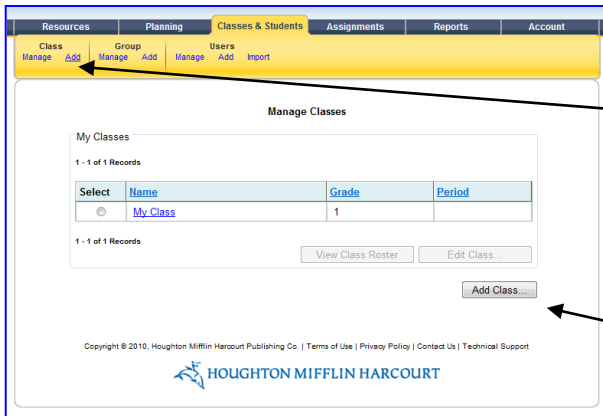 Resources Planning Classes & Students Assignments Reports Account
Class Group Users
Manage Add Manage Add Manage Add Import
Manage Classes
My Classes
1 - 1 of 1 Records
Select Name Grade Period
My Class 1
1 - 1 of 1 Records
View Class Roster Edit Class...
Add Class...
Copyright © 2010, Houghton Mifflin Harcourt Publishing Co. | Terms of Use | Privacy Policy | Contact Us | Technical Support
HOUGHTON MIFFLIN HARCOURT